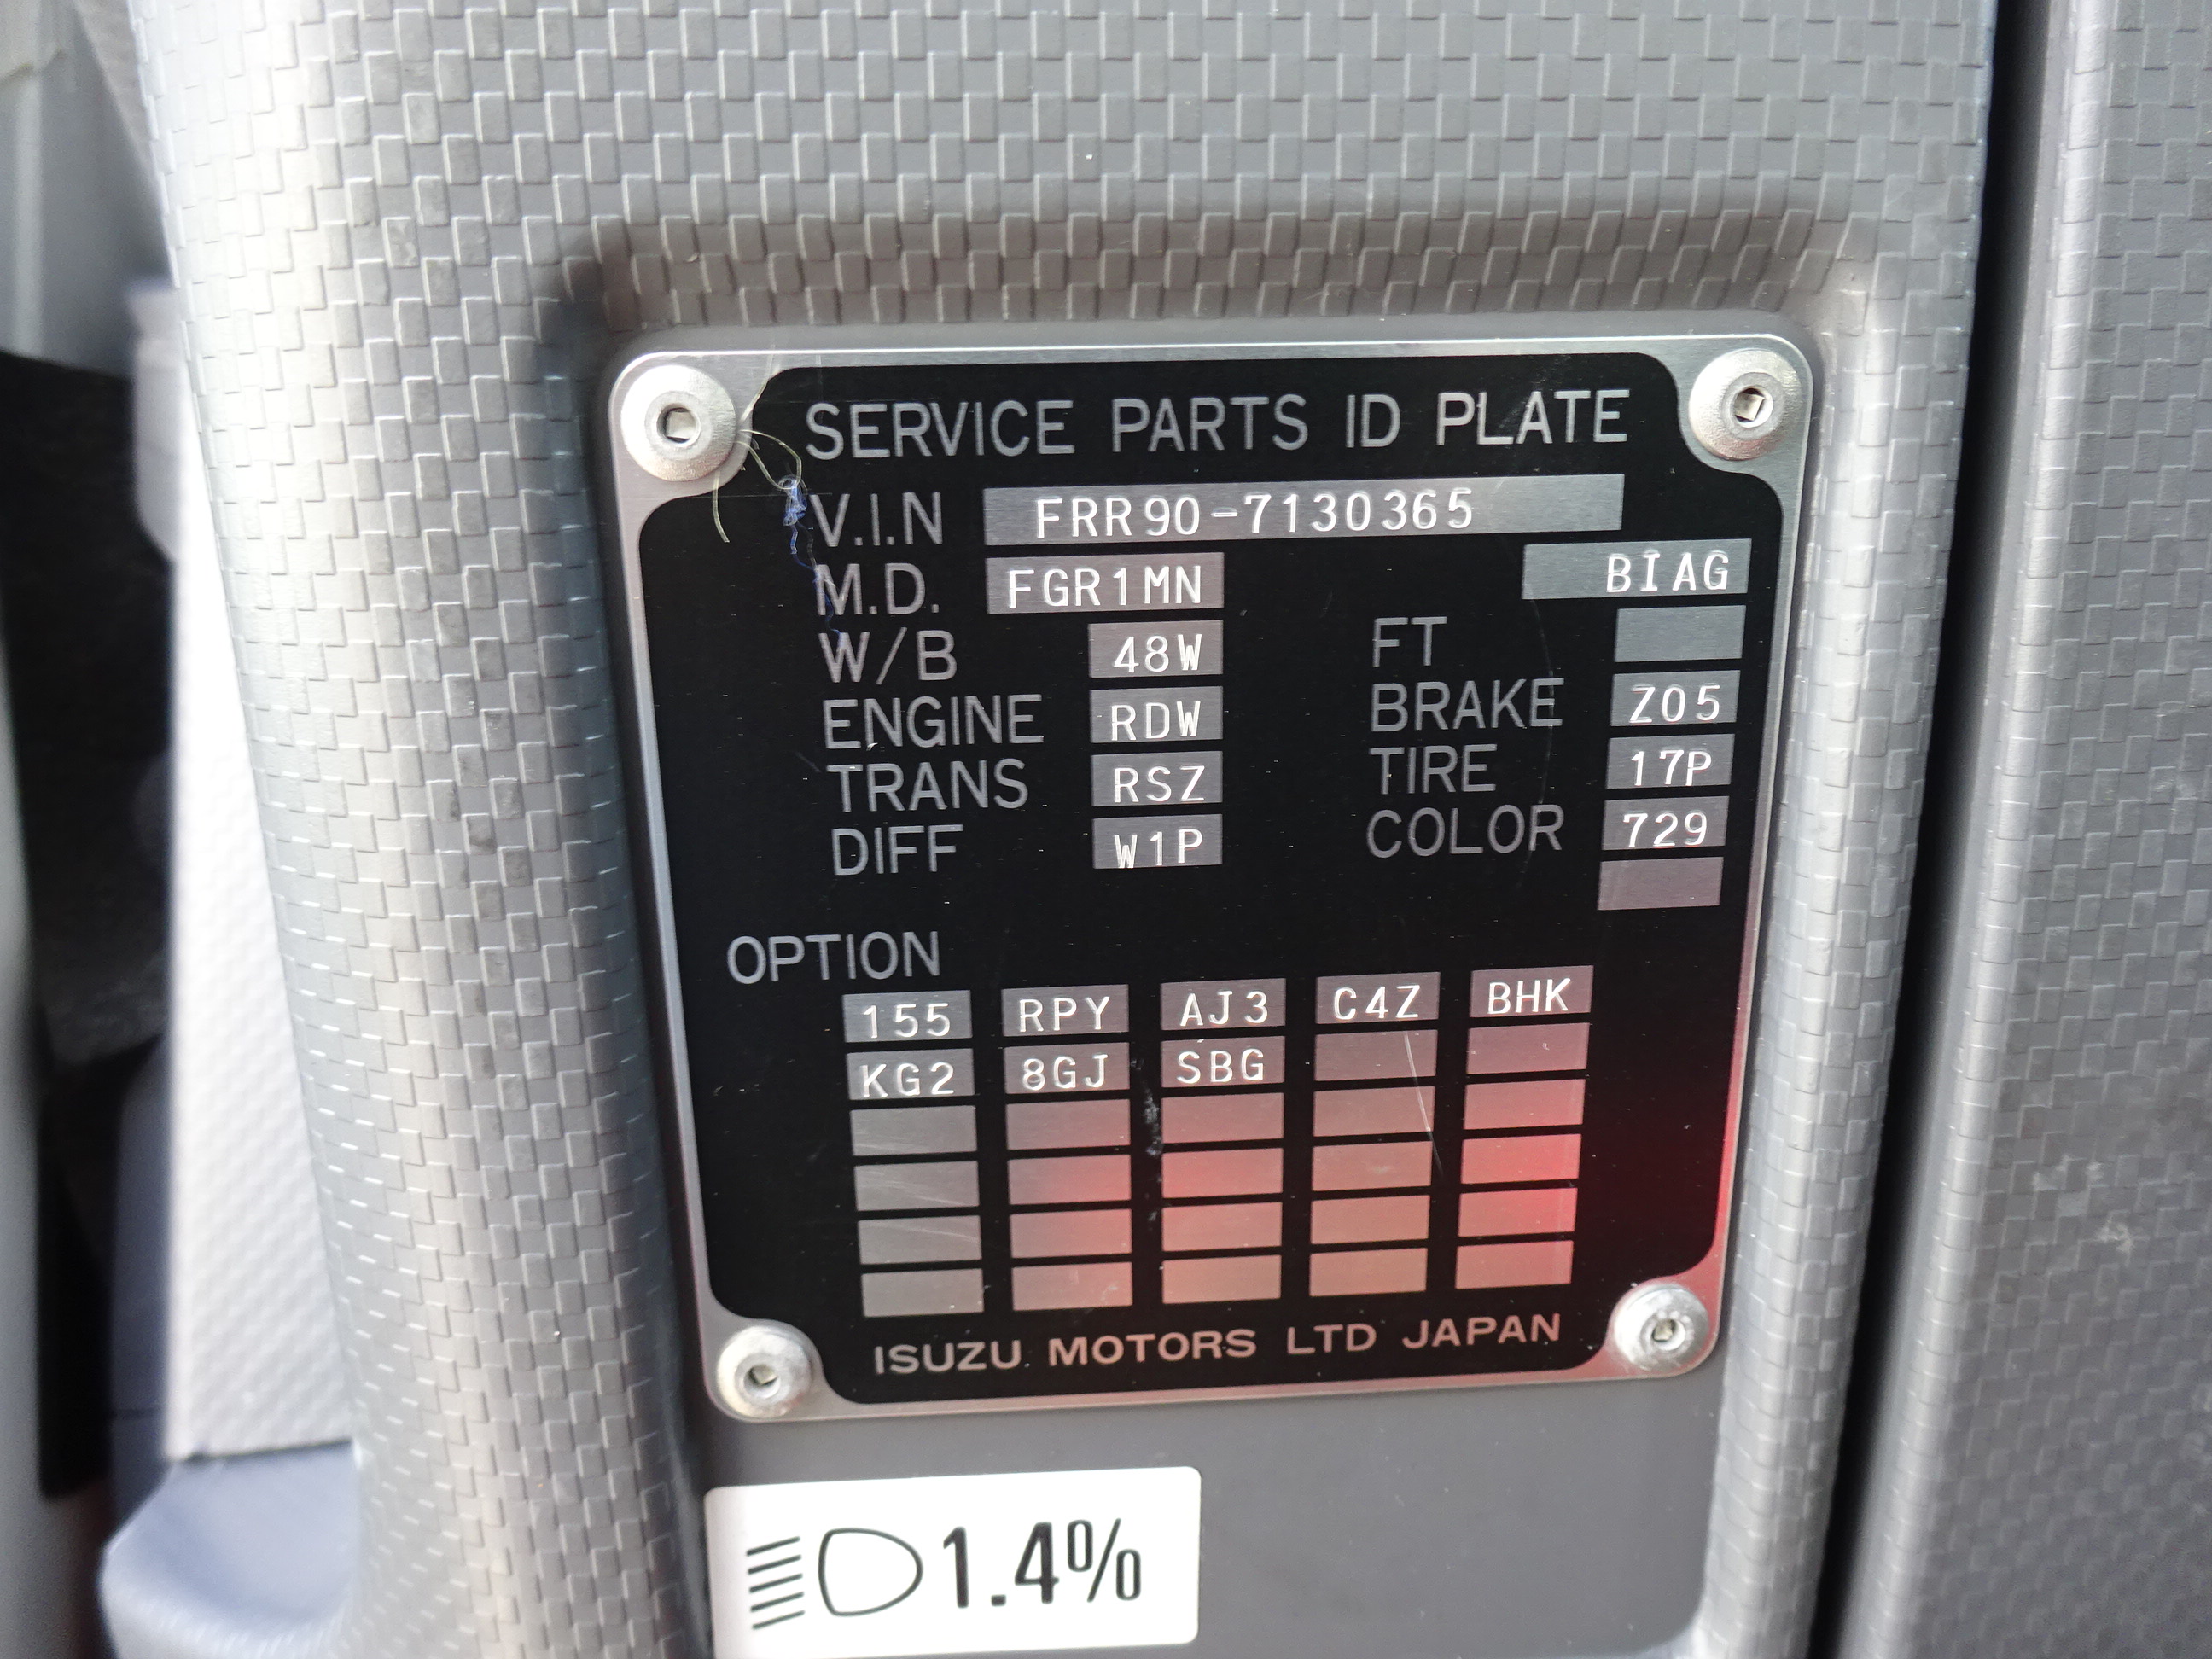 SERVICE PARTS ID PLATE
V.I.N FRR90-7130365
M.D. FGR1MN BIAG
W/B 48W FT
ENGINE RDW BRAKE Z05
TRANS RSZ TIRE 17P
DIFF W1P COLOR 729
OPTION
155 RPY AJ3 C4Z BHK
KG2 8GJ SBG
ISUZU MOTORS LTD JAPAN
1.4%